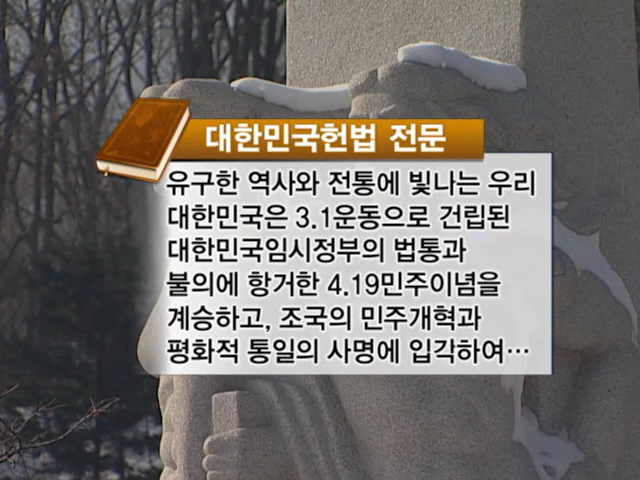 대한민국헌법 전문
유구한 역사와 전통에 빛나는 우리
대한민국은 3.1운동으로 건립된
대한민국임시정부의 법통과
불의에 항거한 4.19민주이념을
계승하고, 조국의 민주개혁과
평화적 통일의 사명에 입각하여…